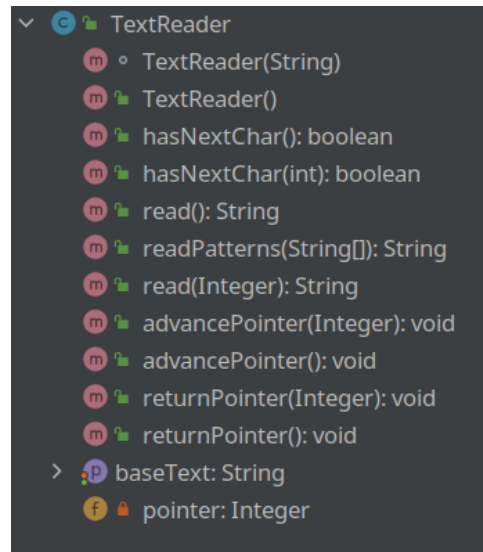 TextReader
TextReader(String)
TextReader()
hasNextChar(): boolean
hasNextChar(int): boolean
read(): String
readPatterns(String[]): String
read(Integer): String
advancePointer(Integer): void
advancePointer(): void
returnPointer(Integer): void
returnPointer(): void
baseText: String
pointer: Integer